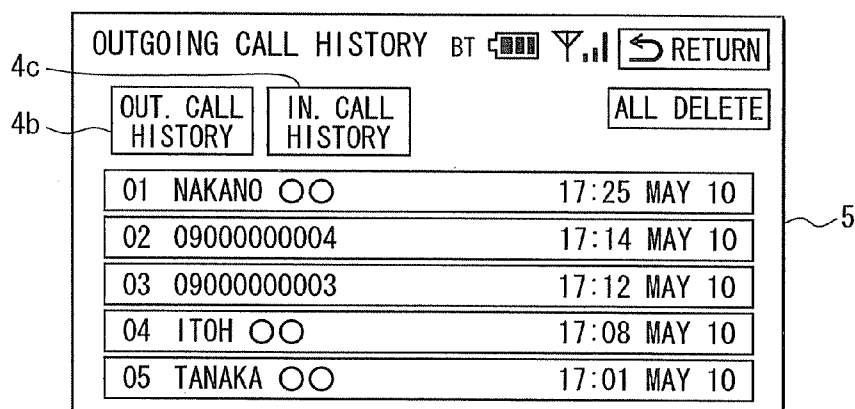 OUTGOING CALL HISTORY BT RETURN
4c
4b
OUT. CALL
HISTORY
IN. CALL
HISTORY
ALL DELETE
01 NAKANO ○○ 17:25 MAY 10
02 09000000004 17:14 MAY 10
03 09000000003 17:12 MAY 10
04 ITOH ○○ 17:08 MAY 10
05 TANAKA ○○ 17:01 MAY 10
5